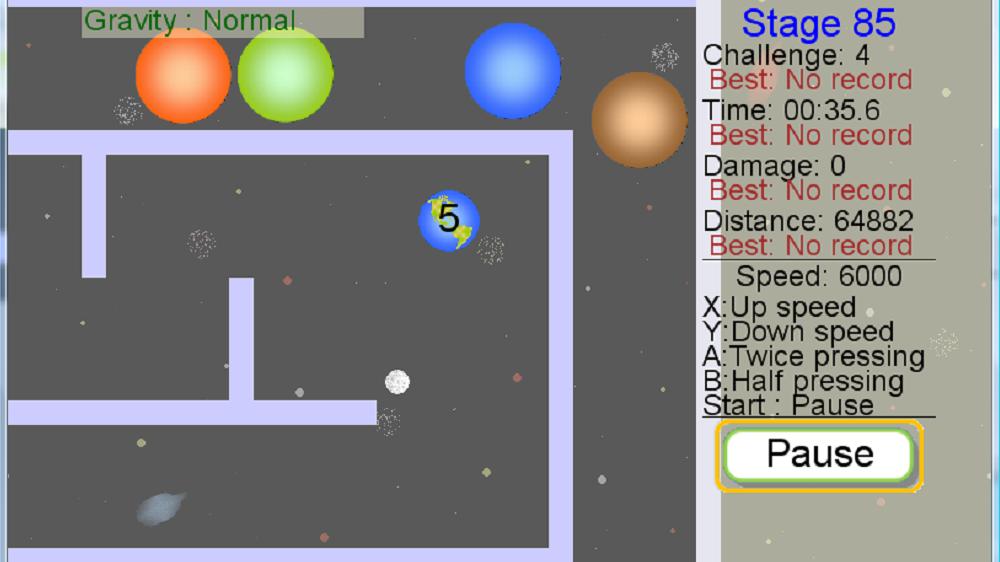 Gravity : Normal
5
Stage 85
Challenge: 4
Best: No record
Time: 00:35.6
Best: No record
Damage: 0
Best: No record
Distance: 64882
Best: No record
Speed: 6000
X:Up speed
Y:Down speed
A:Twice pressing
B:Half pressing
Start : Pause
Pause